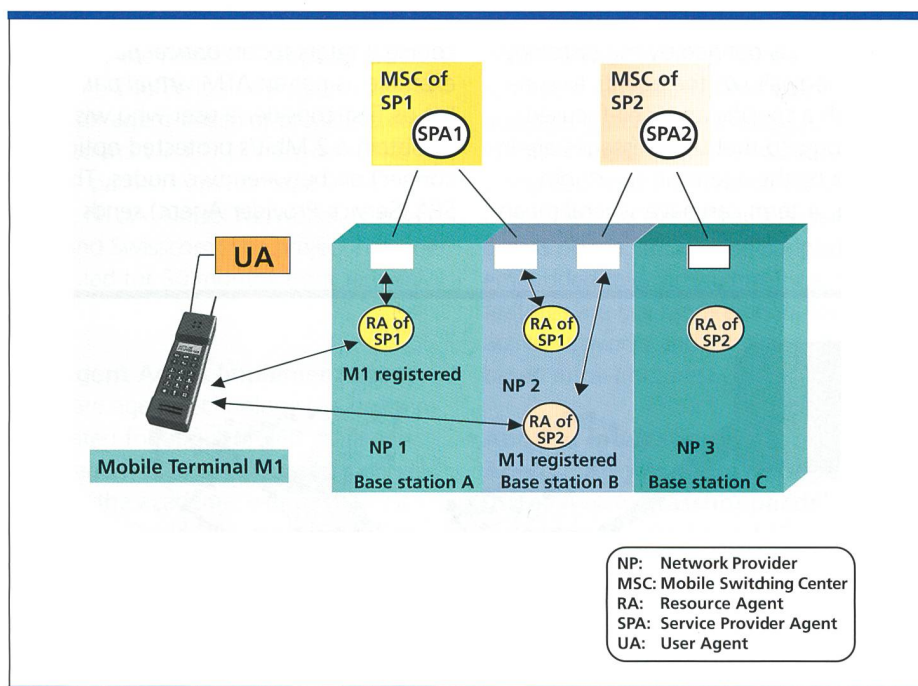 MSC of
SP1
SPA1
MSC of
SP2
SPA2
UA
RA of
SP1
M1 registered
RA of
SP1
NP 2
RA of
SP2
RA of
SP2
M1 registered
NP 1
NP 3
Base station A
Base station B
Base station C
Mobile Terminal M1
NP: Network Provider
MSC: Mobile Switching Center
RA: Resource Agent
SPA: Service Provider Agent
UA: User Agent